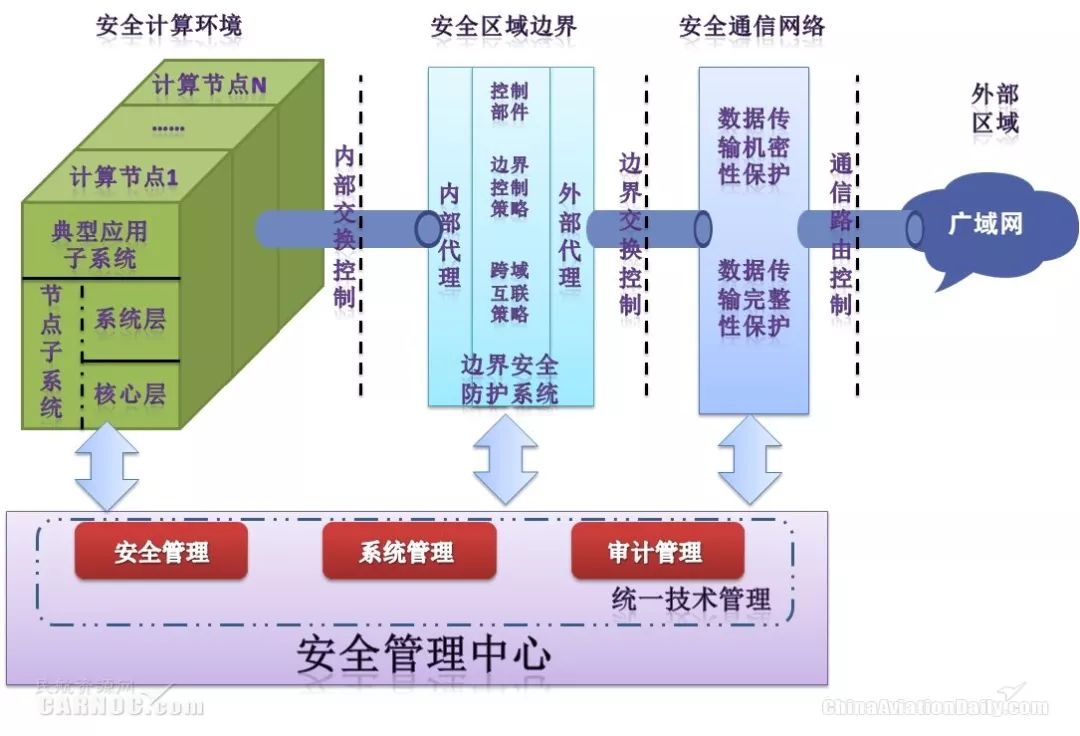 安全计算环境
安全区域边界
安全通信网络
计算节点N
......
计算节点1
典型应用
子系统
节点子系统
系统层
核心层
内部交换控制
内部代理
控制
部件
边界
控制
策略
跨域
互联
策略
外部代理
边界安全
防护系统
边界交换控制
数据传
输机密
性保护
数据传
输完整
性保护
通信路由控制
外部
区域
广域网
安全管理
系统管理
审计管理
统一技术管理
安全管理中心
民航资源网
CARNOC.com
ChinaAviationDaily.com